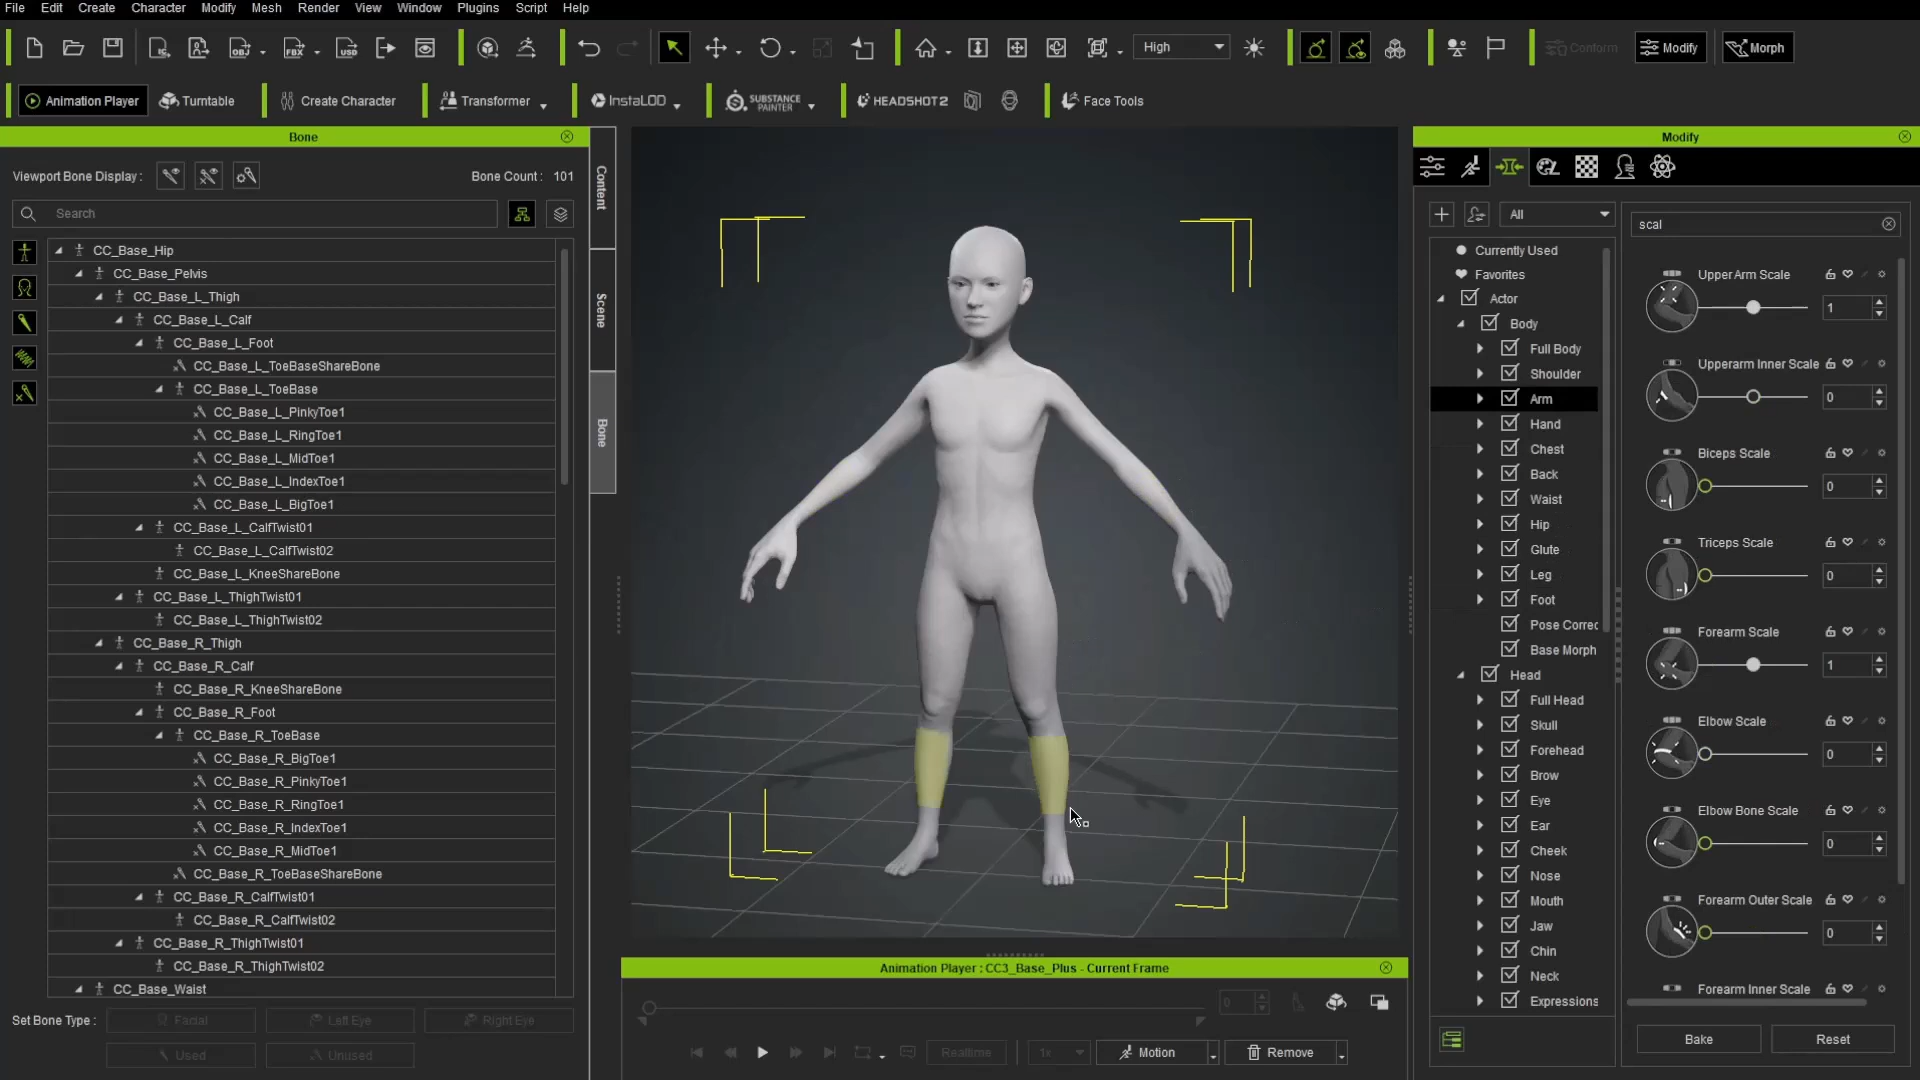 File Edit Create Character Modify Mesh Render View Window Plugins Script Help
High
Conform
Modify
Morph
Animation Player
Turntable
Create Character
Transformer
InstaLOD
SUBSTANCE PAINTER
HEADSHOT 2
Face Tools
Bone
Viewport Bone Display :
Bone Count : 101
Search
CC_Base_Hip
CC_Base_Pelvis
CC_Base_L_Thigh
CC_Base_L_Calf
CC_Base_L_Foot
CC_Base_L_ToeBaseShareBone
CC_Base_L_ToeBase
CC_Base_L_PinkyToe1
CC_Base_L_RingToe1
CC_Base_L_MidToe1
CC_Base_L_IndexToe1
CC_Base_L_BigToe1
CC_Base_L_CalfTwist01
CC_Base_L_CalfTwist02
CC_Base_L_KneeShareBone
CC_Base_L_ThighTwist01
CC_Base_L_ThighTwist02
CC_Base_R_Thigh
CC_Base_R_Calf
CC_Base_R_KneeShareBone
CC_Base_R_Foot
CC_Base_R_ToeBase
CC_Base_R_BigToe1
CC_Base_R_PinkyToe1
CC_Base_R_RingToe1
CC_Base_R_IndexToe1
CC_Base_R_MidToe1
CC_Base_R_ToeBaseShareBone
CC_Base_R_CalfTwist01
CC_Base_R_CalfTwist02
CC_Base_R_ThighTwist01
CC_Base_R_ThighTwist02
CC_Base_Waist
Set Bone Type :
Facial
Left Eye
Right Eye
Used
Unused
Content
Scene
Bone
Animation Player : CC3_Base_Plus - Current Frame
0
Realtime
1x
Motion
Remove
Modify
All
Currently Used
Favorites
Actor
Body
Full Body
Shoulder
Arm
Hand
Chest
Back
Waist
Hip
Glute
Leg
Foot
Pose Correc
Base Morph
Head
Full Head
Skull
Forehead
Brow
Eye
Ear
Cheek
Nose
Mouth
Jaw
Chin
Neck
Expressions
scal
Upper Arm Scale
1
Upperarm Inner Scale
0
Biceps Scale
0
Triceps Scale
0
Forearm Scale
1
Elbow Scale
0
Elbow Bone Scale
0
Forearm Outer Scale
0
Forearm Inner Scale
Bake
Reset